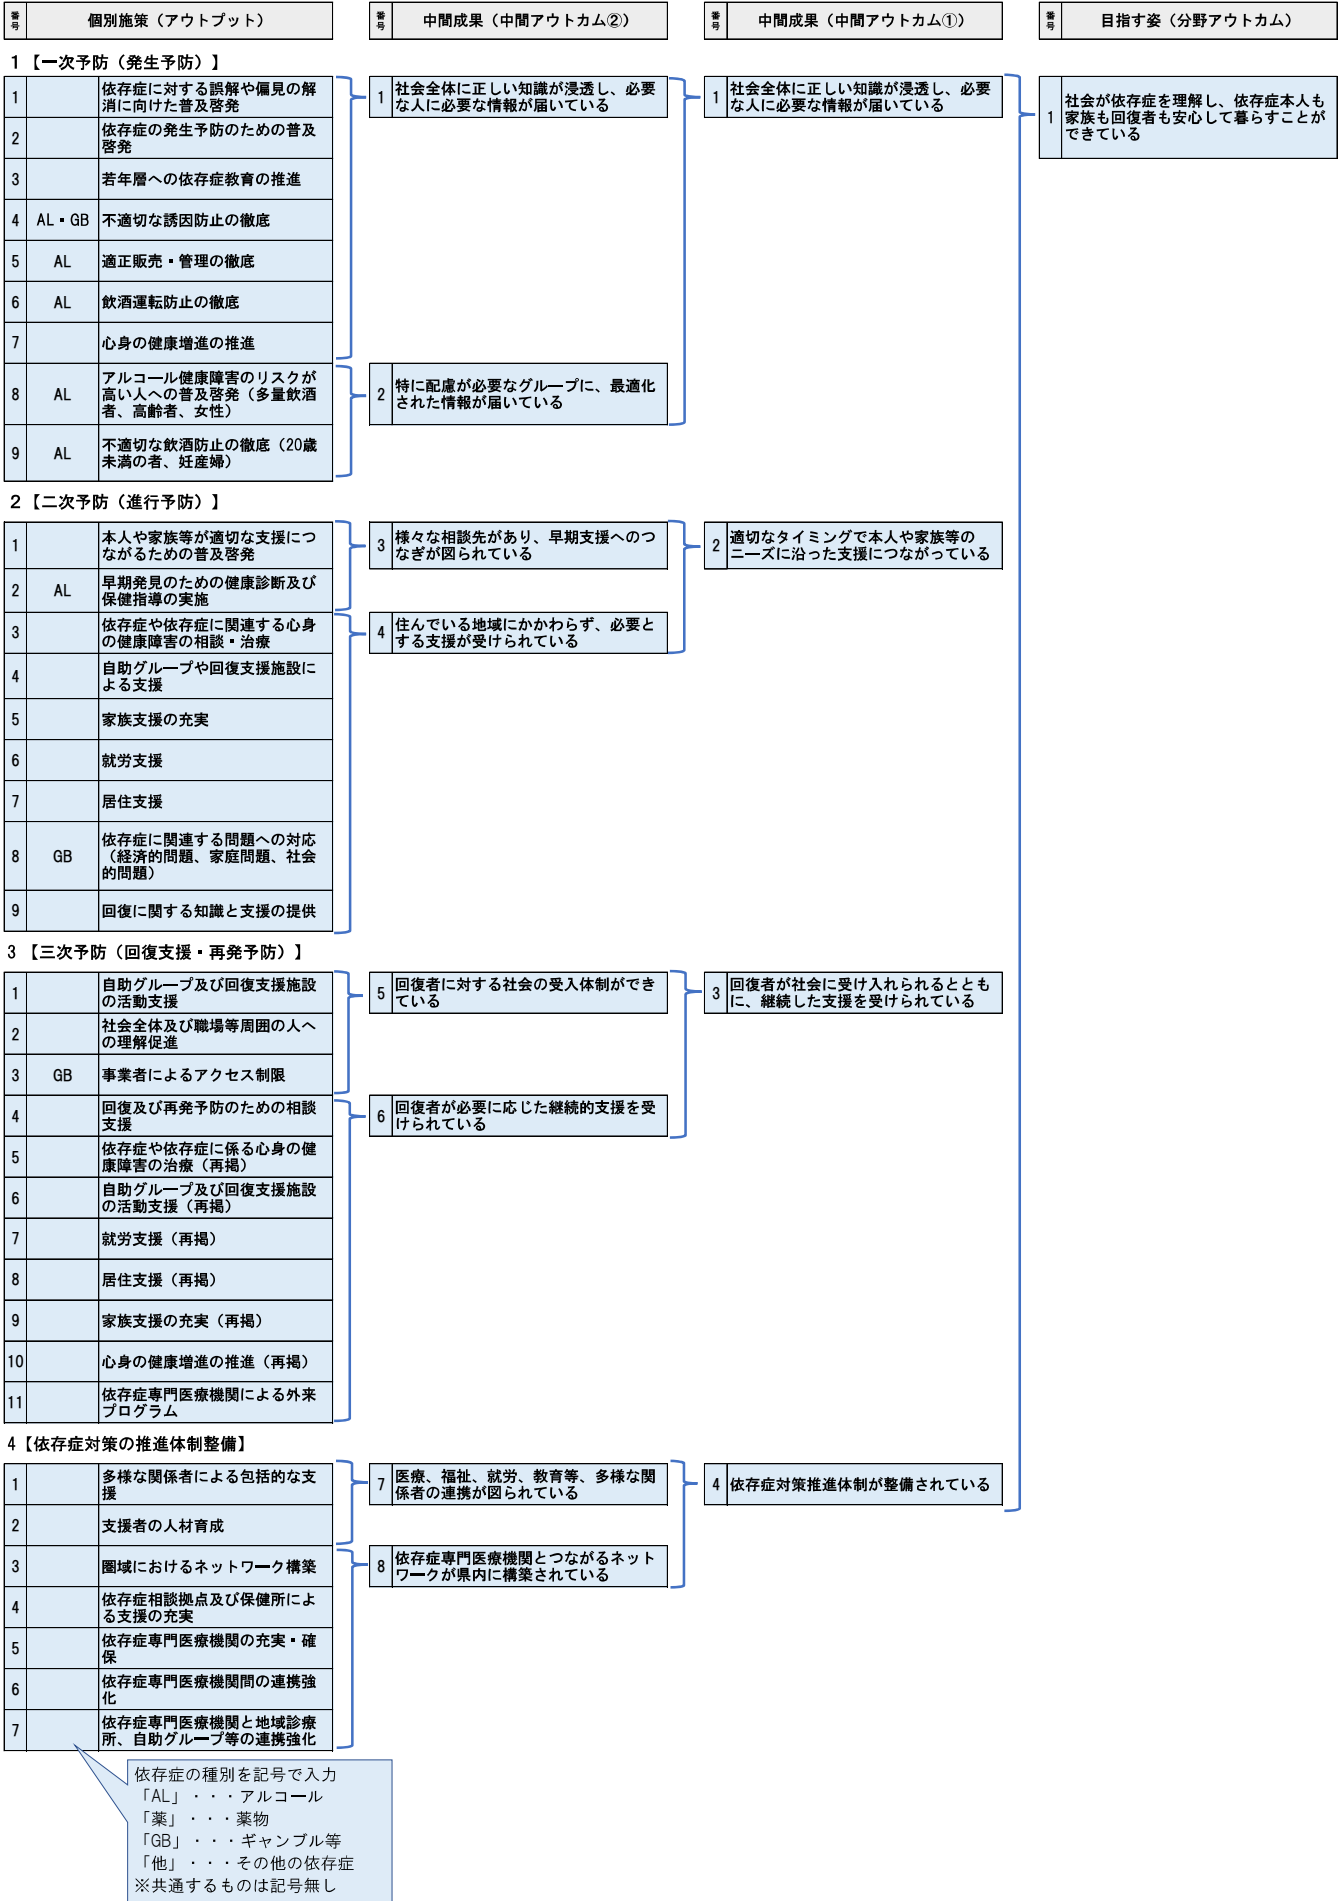 番号 個別施策（アウトプット） 番号 中間成果（中間アウトカム②） 番号 中間成果（中間アウトカム①） 番号 目指す姿（分野アウトカム）
1【一次予防（発生予防）】
1 依存症に対する誤解や偏見の解
消に向けた普及啓発
1 社会全体に正しい知識が浸透し、必要
な人に必要な情報が届いている
1 社会全体に正しい知識が浸透し、必要
な人に必要な情報が届いている
1 社会が依存症を理解し、依存症本人も
家族も回復者も安心して暮らすことが
できている
2 依存症の発生予防のための普及
啓発
3 若年層への依存症教育の推進
4 AL・GB 不適切な誘因防止の徹底
5 AL 適正販売・管理の徹底
6 AL 飲酒運転防止の徹底
7 心身の健康増進の推進
8 AL アルコール健康障害のリスクが
高い人への普及啓発（多量飲酒
者、高齢者、女性）
2 特に配慮が必要なグループに、最適化
された情報が届いている
9 AL 不適切な飲酒防止の徹底（20歳
未満の者、妊産婦）
2【二次予防（進行予防）】
1 本人や家族等が適切な支援につ
ながるための普及啓発
3 様々な相談先があり、早期支援へのつ
なぎが図られている
2 適切なタイミングで本人や家族等の
ニーズに沿った支援につながっている
2 AL 早期発見のための健康診断及び
保健指導の実施
3 依存症や依存症に関連する心身
の健康障害の相談・治療
4 住んでいる地域にかかわらず、必要と
する支援が受けられている
4 自助グループや回復支援施設に
よる支援
5 家族支援の充実
6 就労支援
7 居住支援
8 GB 依存症に関連する問題への対応
（経済的問題、家庭問題、社会
的問題）
9 回復に関する知識と支援の提供
3【三次予防（回復支援・再発予防）】
1 自助グループ及び回復支援施設
の活動支援
5 回復者に対する社会の受入体制ができ
ている
3 回復者が社会に受け入れられるととも
に、継続した支援を受けられている
2 社会全体及び職場等周囲の人へ
の理解促進
3 GB 事業者によるアクセス制限
4 回復及び再発予防のための相談
支援
6 回復者が必要に応じた継続的支援を受
けられている
5 依存症や依存症に係る心身の健
康障害の治療（再掲）
6 自助グループ及び回復支援施設
の活動支援（再掲）
7 就労支援（再掲）
8 居住支援（再掲）
9 家族支援の充実（再掲）
10 心身の健康増進の推進（再掲）
11 依存症専門医療機関による外来
プログラム
4【依存症対策の推進体制整備】
1 多様な関係者による包括的な支
援
7 医療、福祉、就労、教育等、多様な関
係者の連携が図られている
4 依存症対策推進体制が整備されている
2 支援者の人材育成
3 圏域におけるネットワーク構築
8 依存症専門医療機関とつながるネット
ワークが県内に構築されている
4 依存症相談拠点及び保健所によ
る支援の充実
5 依存症専門医療機関の充実・確
保
6 依存症専門医療機関間の連携強
化
7 依存症専門医療機関と地域診療
所、自助グループ等の連携強化
依存症の種別を記号で入力
「AL」・・・アルコール
「薬」・・・薬物
「GB」・・・ギャンブル等
「他」・・・その他の依存症
※共通するものは記号無し